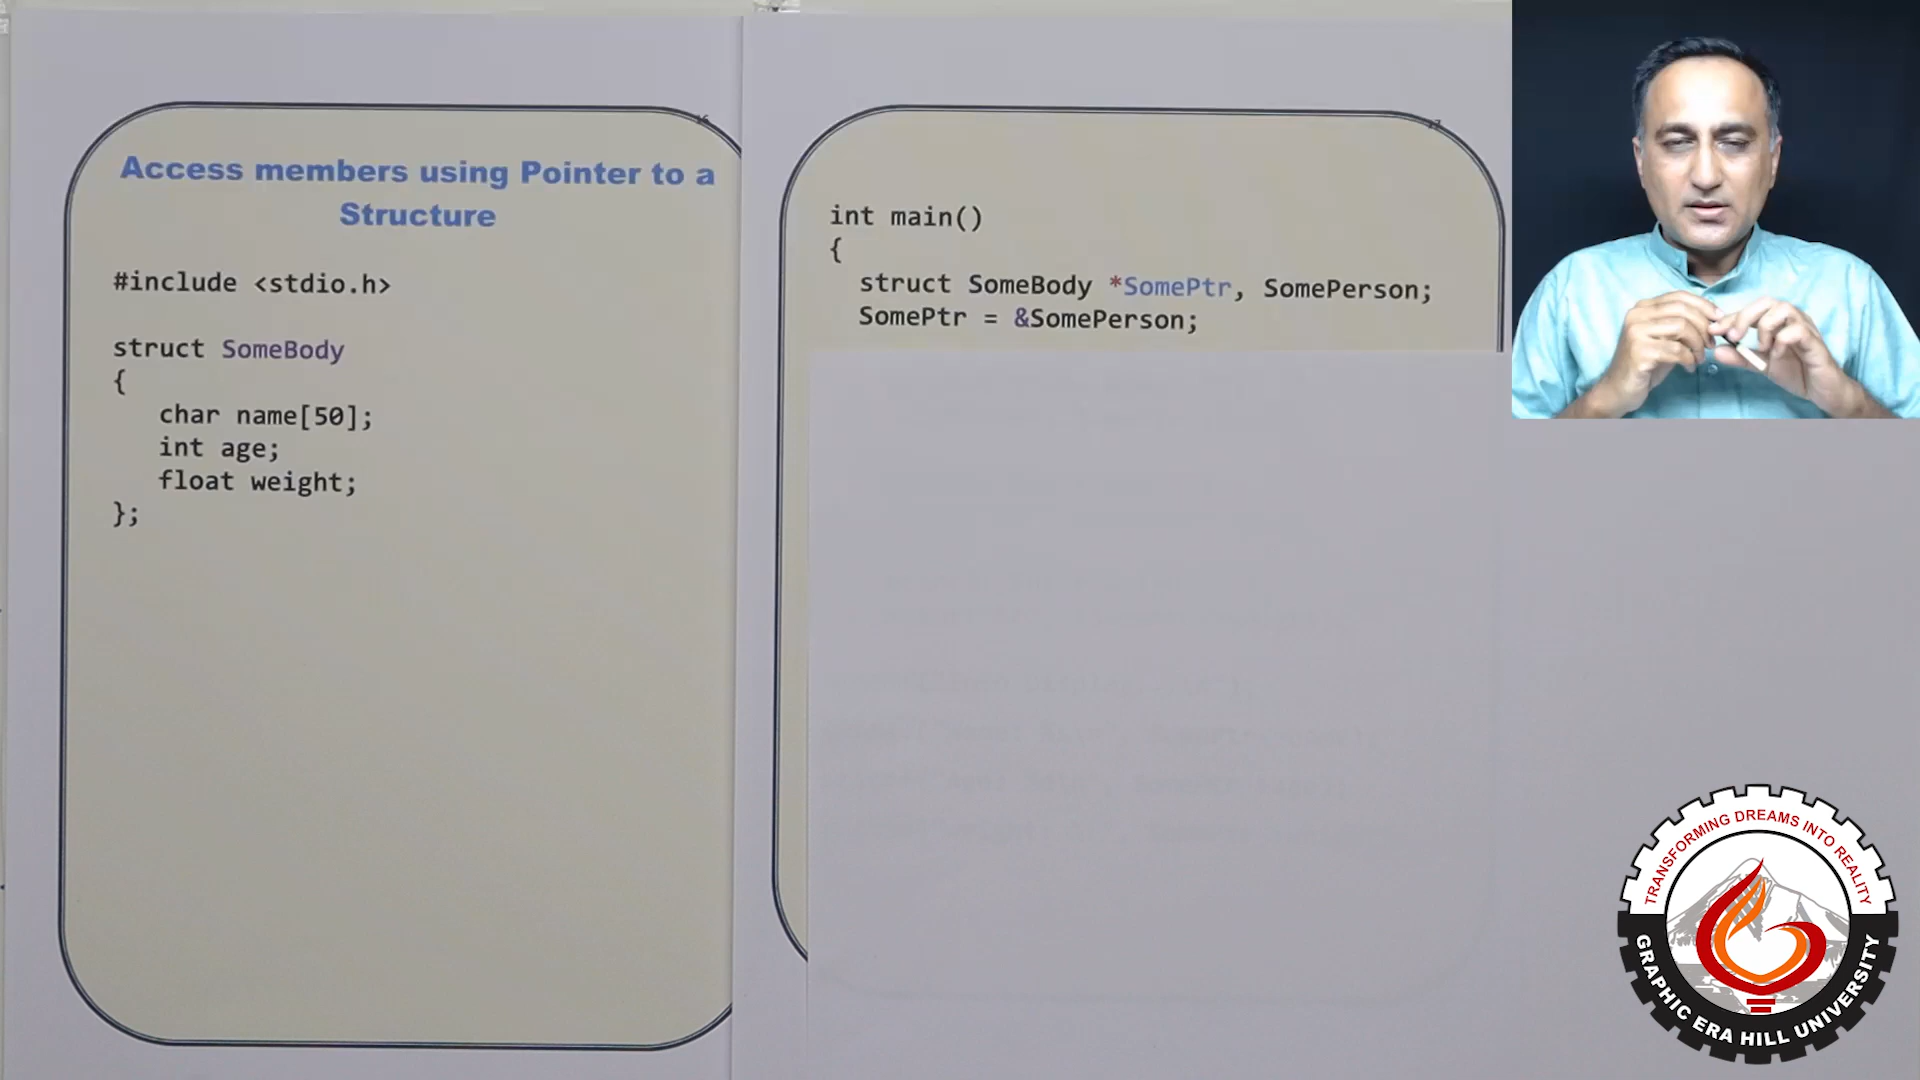 16
Access members using Pointer to a
Structure
#include <stdio.h>
struct SomeBody
{
char name[50];
int age;
float weight;
};
int main()
{
struct SomeBody *SomePtr, SomePerson;
SomePtr = &SomePerson;
TRANSFORMING DREAMS INTO REALITY
GRAPHIC ERA HILL UNIVERSITY